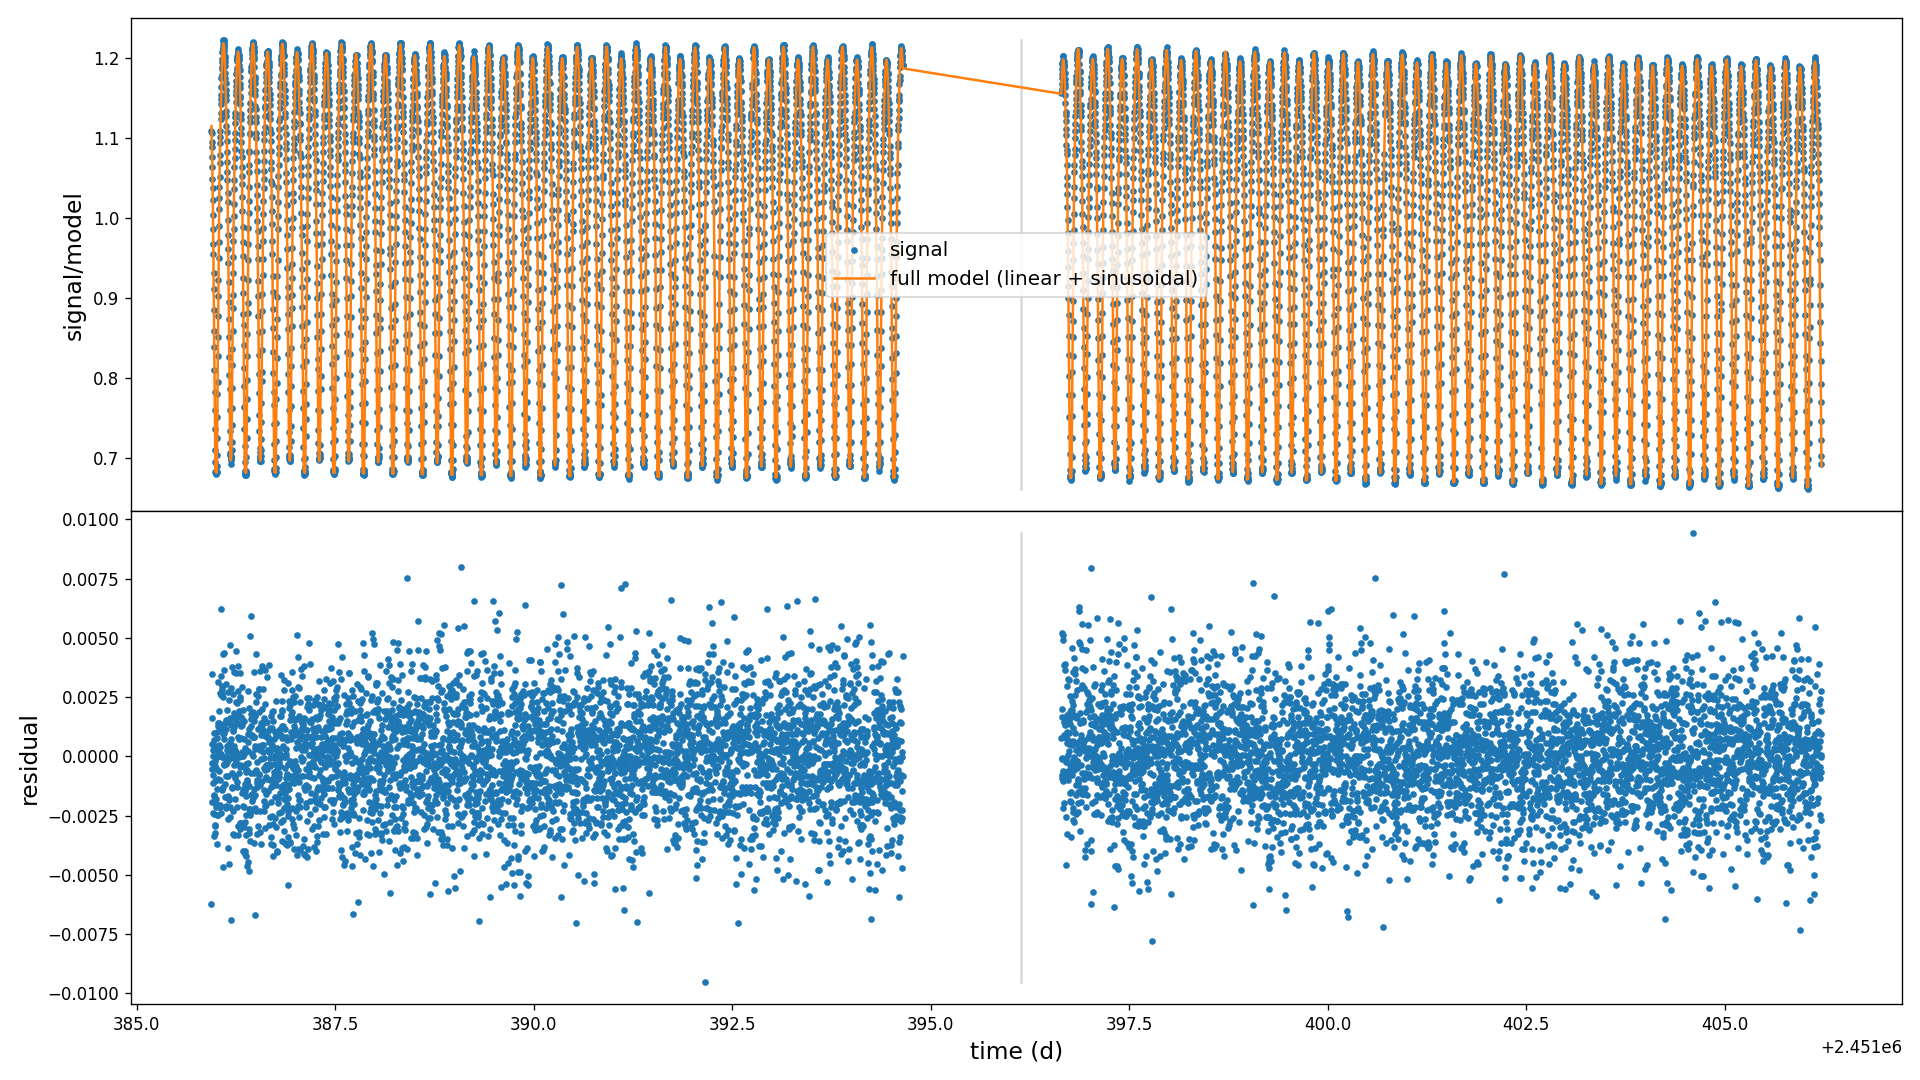 1.2
1.1
1.0
0.9
0.8
0.7
signal/model
signal
full model (linear + sinusoidal)
0.0100
0.0075
0.0050
0.0025
0.0000
−0.0025
−0.0050
−0.0075
−0.0100
residual
385.0 387.5 390.0 392.5 395.0 397.5 400.0 402.5 405.0
+2.451e6
time (d)